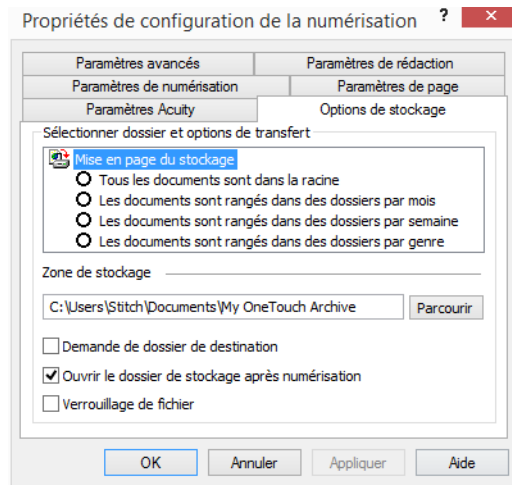 Propriétés de configuration de la numérisation ? ×
Paramètres avancés Paramètres de rédaction
Paramètres de numérisation Paramètres de page
Paramètres Acuity Options de stockage
Sélectionner dossier et options de transfert
Mise en page du stockage
Tous les documents sont dans la racine
Les documents sont rangés dans des dossiers par mois
Les documents sont rangés dans des dossiers par semaine
Les documents sont rangés dans des dossiers par genre
Zone de stockage
C:\Users\Stitch\Documents\My OneTouch Archive Parcourir
Demande de dossier de destination
Ouvrir le dossier de stockage après numérisation
Verrouillage de fichier
OK Annuler Appliquer Aide